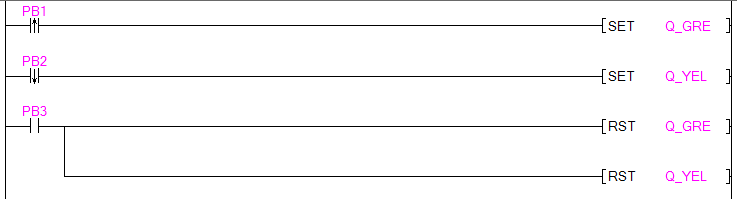 PB1
[SET Q_GRE ]
PB2
[SET Q_YEL ]
PB3
[RST Q_GRE ]
[RST Q_YEL ]